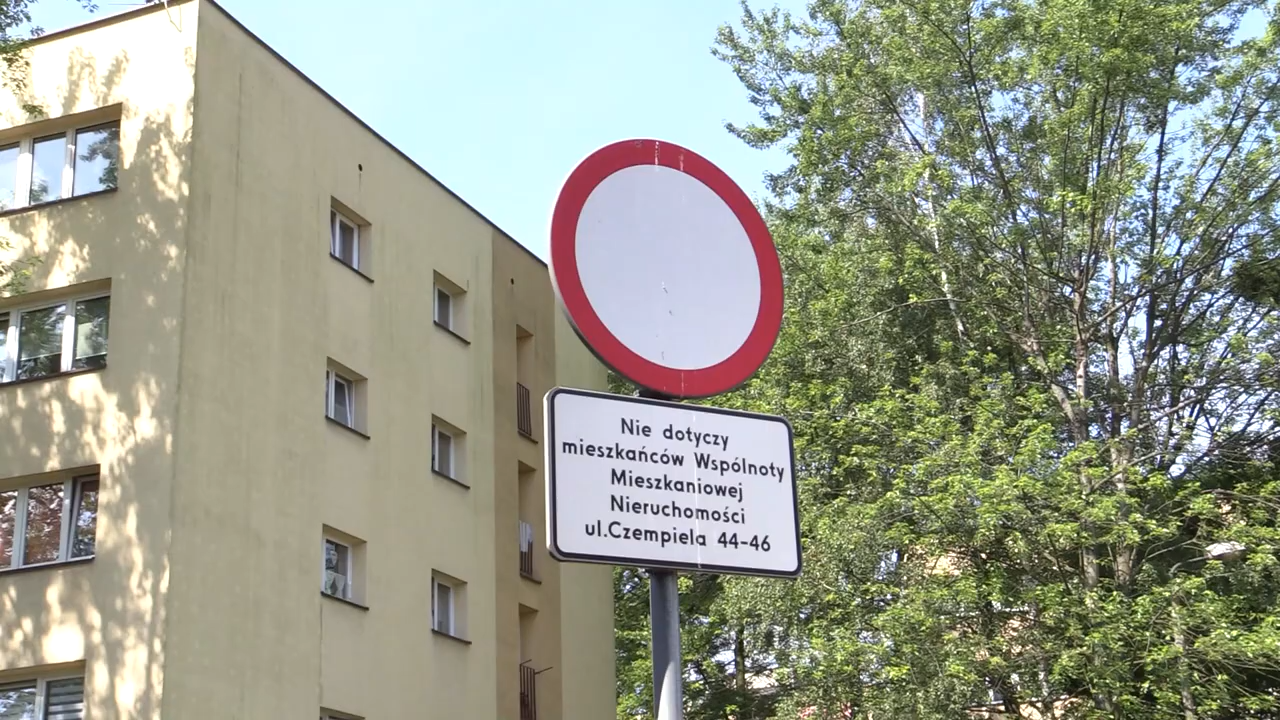 Nie dotyczy
mieszkańców Wspólnoty
Mieszkaniowej
Nieruchomości
ul.Czempiela 44-46